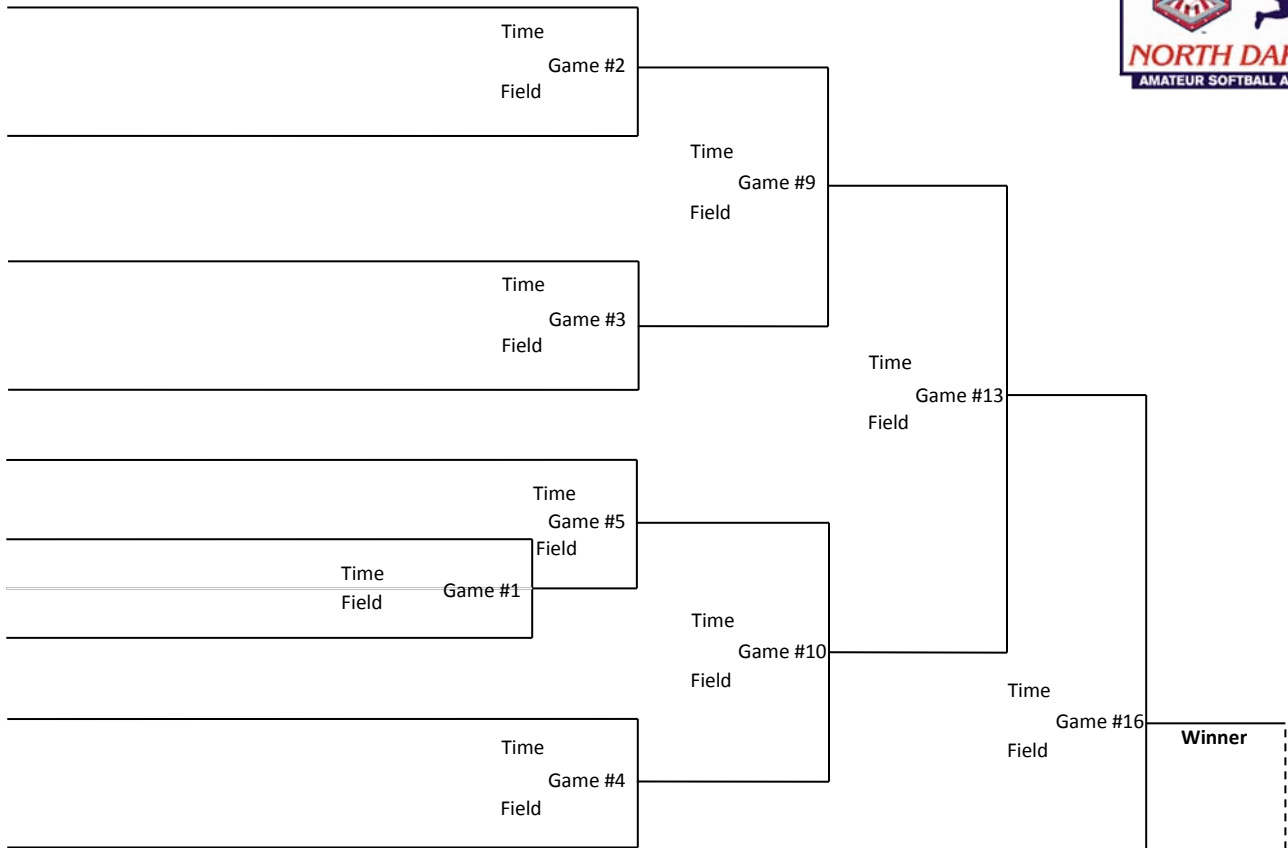 NORTH DA
AMATEUR SOFTBALL A
Time
Game #2
Field
Time
Game #9
Field
Time
Game #3
Field
Time
Game #13
Field
Time
Game #5
Field
Time
Game #1
Field
Time
Game #10
Field
Time
Game #16
Winner
Field
Time
Game #4
Field